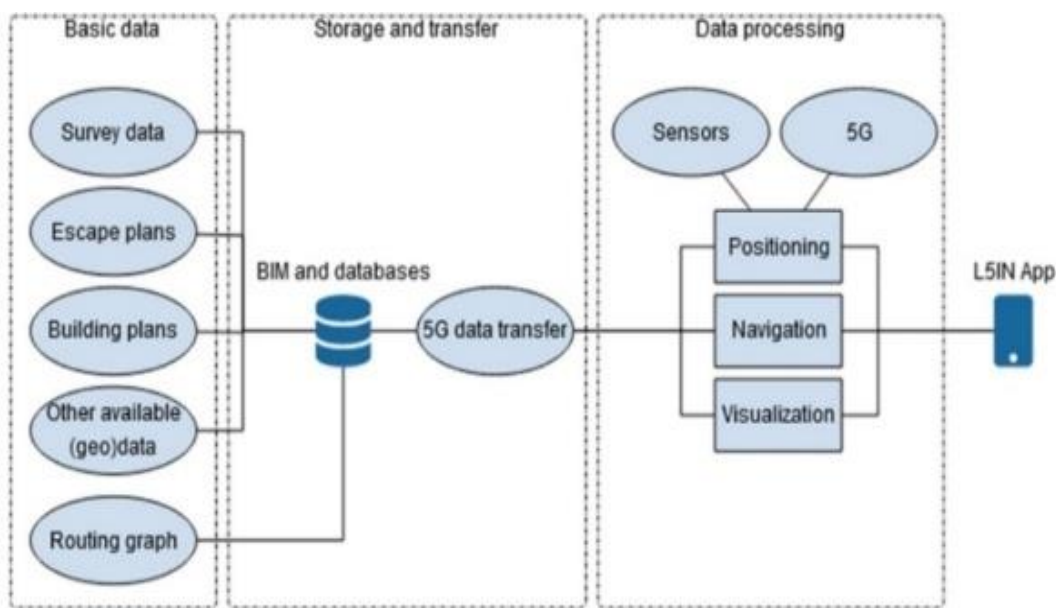 Basic data
Storage and transfer
Data processing
Survey data
Escape plans
Building plans
Other available
(geo)data
Routing graph
BIM and databases
5G data transfer
Sensors
5G
Positioning
Navigation
Visualization
L5IN App